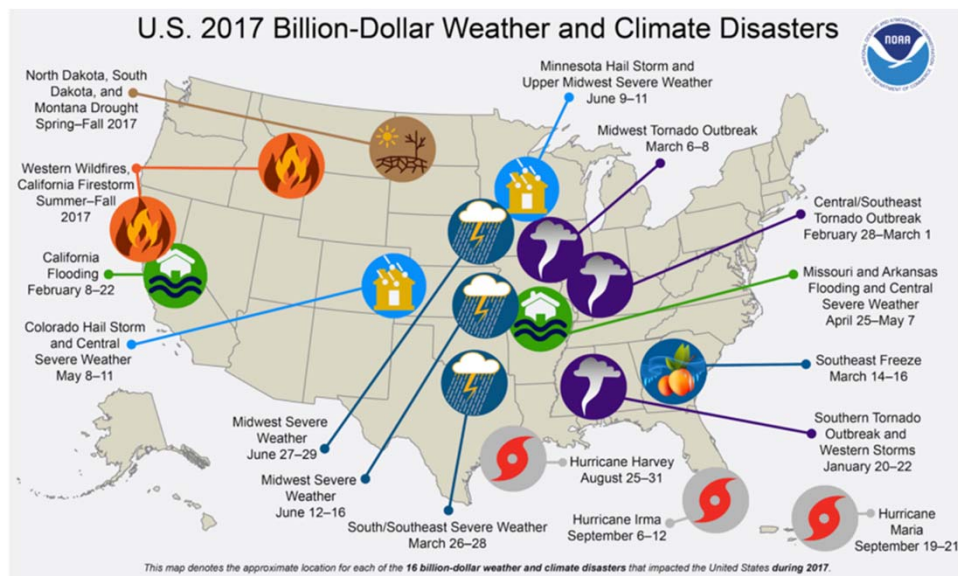 U.S. 2017 Billion-Dollar Weather and Climate Disasters
NOAA
North Dakota, South
Dakota, and
Montana Drought
Spring–Fall 2017
Western Wildfires,
California Firestorm
Summer–Fall
2017
California
Flooding
February 8–22
Colorado Hail Storm
and Central
Severe Weather
May 8–11
Midwest Severe
Weather
June 27–29
Midwest Severe
Weather
June 12–16
South/Southeast Severe Weather
March 26–28
Minnesota Hail Storm and
Upper Midwest Severe Weather
June 9–11
Midwest Tornado Outbreak
March 6–8
Central/Southeast
Tornado Outbreak
February 28–March 1
Missouri and Arkansas
Flooding and Central
Severe Weather
April 25–May 7
Southeast Freeze
March 14–16
Southern Tornado
Outbreak and
Western Storms
January 20–22
Hurricane Harvey
August 25–31
Hurricane Irma
September 6–12
Hurricane
Maria
September 19–21
This map denotes the approximate location for each of the 16 billion-dollar weather and climate disasters that impacted the United States during 2017.